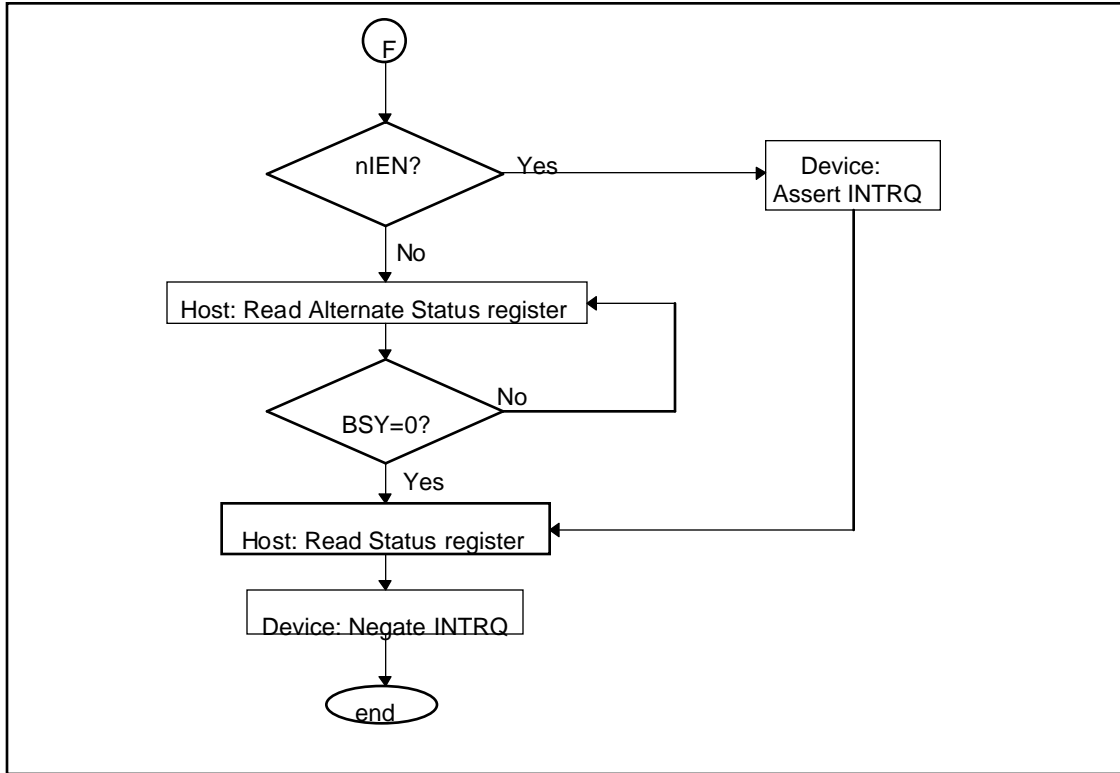 F
nIEN?
Yes
Device:
Assert INTRQ
No
Host: Read Alternate Status register
No
BSY=0?
Yes
Host: Read Status register
Device: Negate INTRQ
end